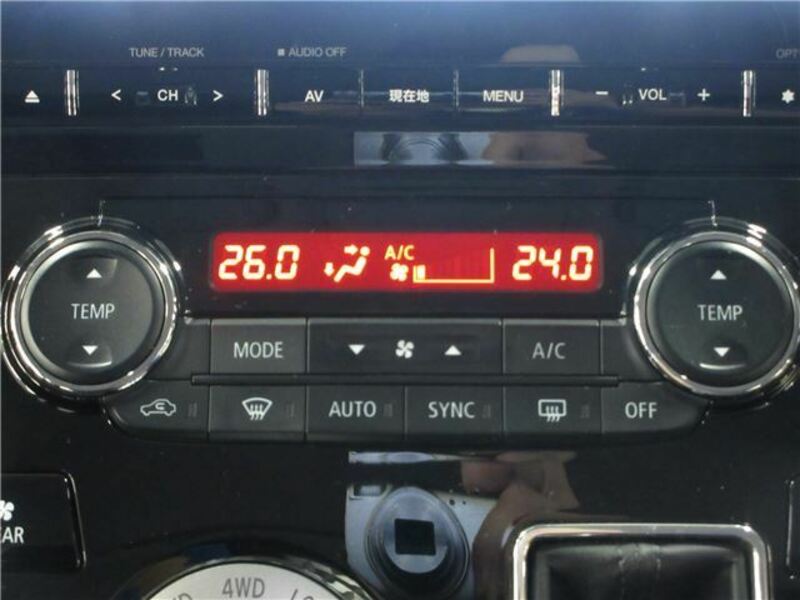 TUNE / TRACK AUDIO OFF
< CH > AV 現在地 MENU − VOL +
26.0 A/C 24.0
TEMP TEMP
MODE A/C
AUTO SYNC OFF
4WD